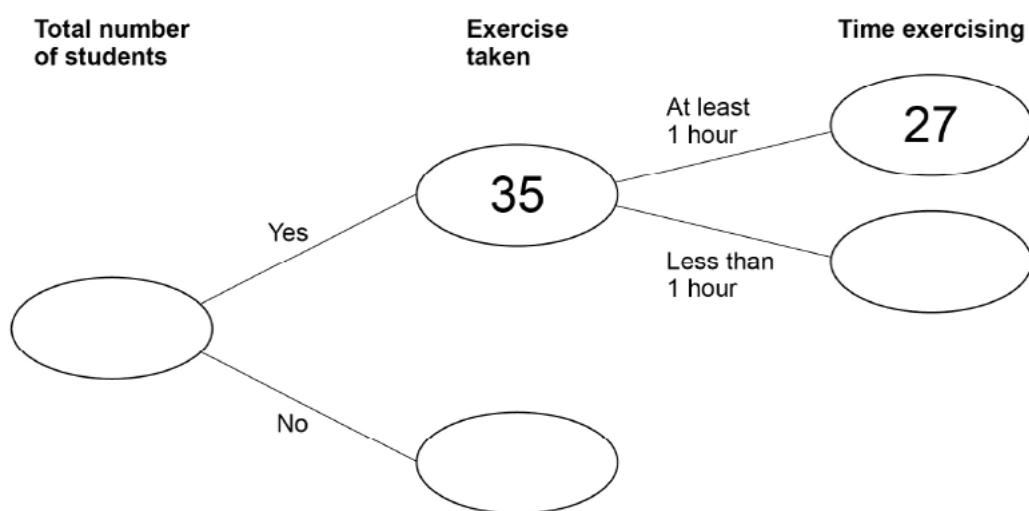 Total number
of students
Exercise
taken
Time exercising
At least
1 hour
27
35
Yes
Less than
1 hour
No